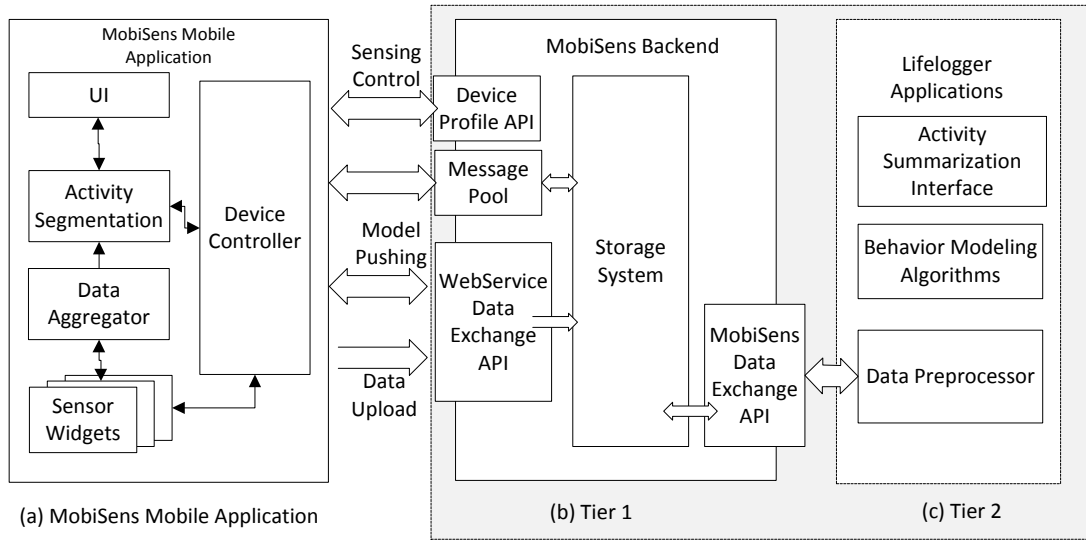 MobiSens Mobile
Application
UI
Activity
Segmentation
Data
Aggregator
Sensor
Widgets
Device
Controller
Sensing
Control
Model
Pushing
Data
Upload
MobiSens Backend
Device
Profile API
Message
Pool
WebService
Data
Exchange
API
Storage
System
MobiSens
Data
Exchange
API
Lifelogger
Applications
Activity
Summarization
Interface
Behavior Modeling
Algorithms
Data Preprocessor
(a) MobiSens Mobile Application
(b) Tier 1
(c) Tier 2